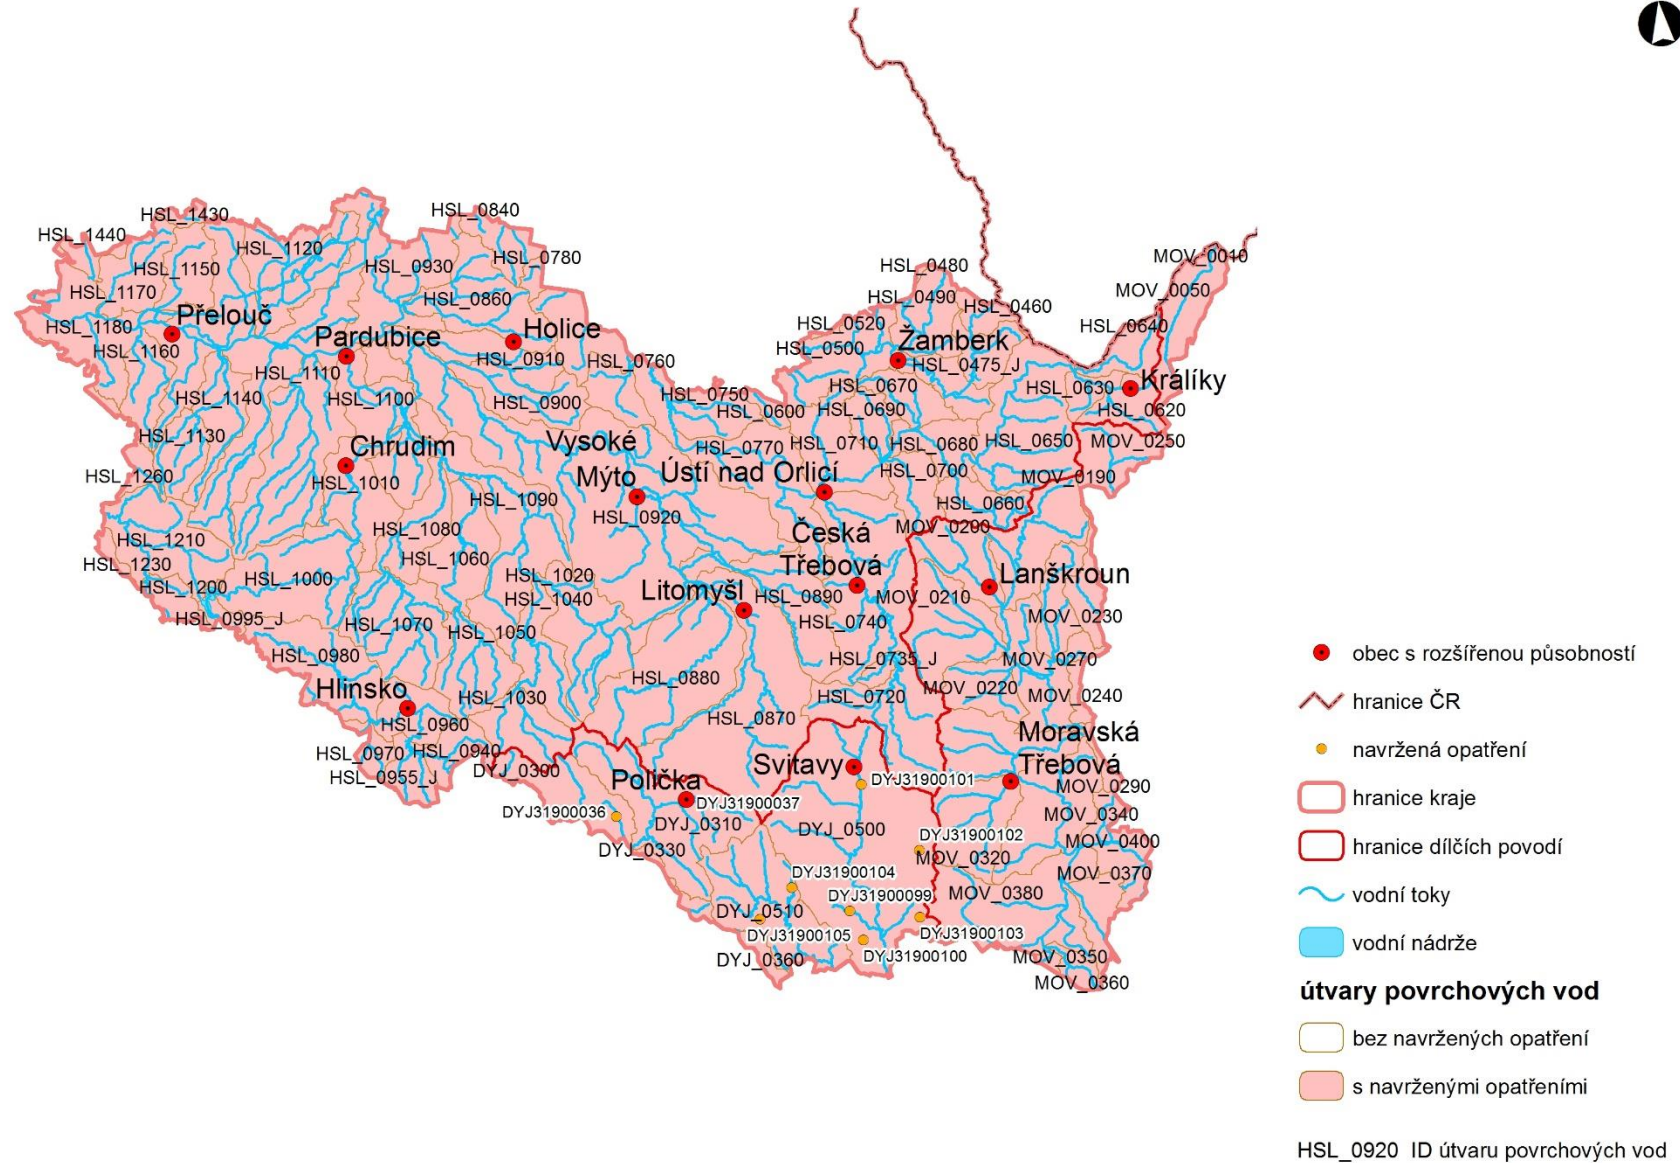 HSL_1430
HSL_0840
HSL_1440
HSL_1120
HSL_0780
HSL_1150
HSL_0930
HSL_0480
MOV_0010
HSL_1170
HSL_0860
HSL_0490
HSL_0460
MOV_0050
Přelouč
HSL_1180
HSL_0520
HSL_0640
Pardubice
Holice
Žamberk
HSL_1160
HSL_0910
HSL_0760
HSL_0500
HSL_0475_J
HSL_1110
HSL_0670
HSL_0630
Králíky
HSL_1140
HSL_1100
HSL_0900
HSL_0750
HSL_0600
HSL_0690
HSL_0620
HSL_1130
Chrudim
Vysoké
Mýto
HSL_0770
HSL_0710
HSL_0680
HSL_0650
MOV_0250
HSL_1260
HSL_1010
Ústí nad Orlicí
HSL_0700
MOV_0190
HSL_1090
HSL_0920
HSL_0660
HSL_1080
MOV_0200
HSL_1210
HSL_1230
HSL_1060
Česká
Třebová
HSL_1200
HSL_1000
HSL_1020
Lanškroun
HSL_1040
Litomyšl
HSL_0890
MOV_0210
HSL_0995_J
HSL_1070
HSL_1050
HSL_0740
MOV_0230
HSL_0980
HSL_0735_J
MOV_0270
Hlinsko
HSL_1030
HSL_0880
HSL_0720
MOV_0220
MOV_0240
HSL_0960
HSL_0870
Moravská
Třebová
HSL_0970
HSL_0940
HSL_0955_J
DYJ_0390
Polička
Svitavy
DYJ31900101
MOV_0290
DYJ31900036
DYJ31900037
DYJ_0310
DYJ_0500
DYJ31900102
MOV_0340
DYJ_0330
MOV_0320
MOV_0400
DYJ31900104
MOV_0370
DYJ31900099
MOV_0380
DYJ_0510
DYJ31900105
DYJ31900103
DYJ_0360
DYJ31900100
MOV_0350
MOV_0360
obec s rozšířenou působností
hranice ČR
navržená opatření
hranice kraje
hranice dílčích povodí
vodní toky
vodní nádrže
útvary povrchových vod
bez navržených opatření
s navrženými opatřeními
HSL_0920 ID útvaru povrchových vod